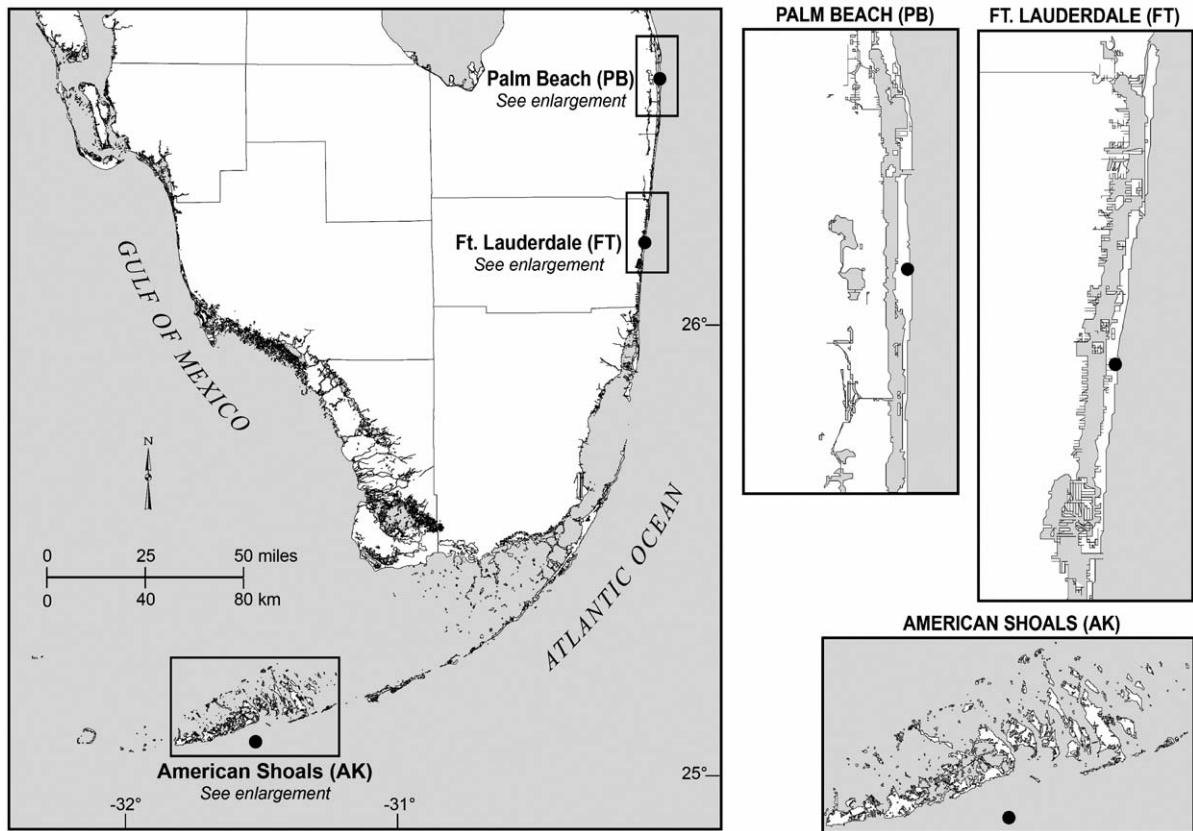 Palm Beach (PB)
See enlargement
Ft. Lauderdale (FT)
See enlargement
GULF OF MEXICO
26°
N
0 25 50 miles
0 40 80 km
ATLANTIC OCEAN
American Shoals (AK)
See enlargement
25°
-32° -31°
PALM BEACH (PB)
FT. LAUDERDALE (FT)
AMERICAN SHOALS (AK)